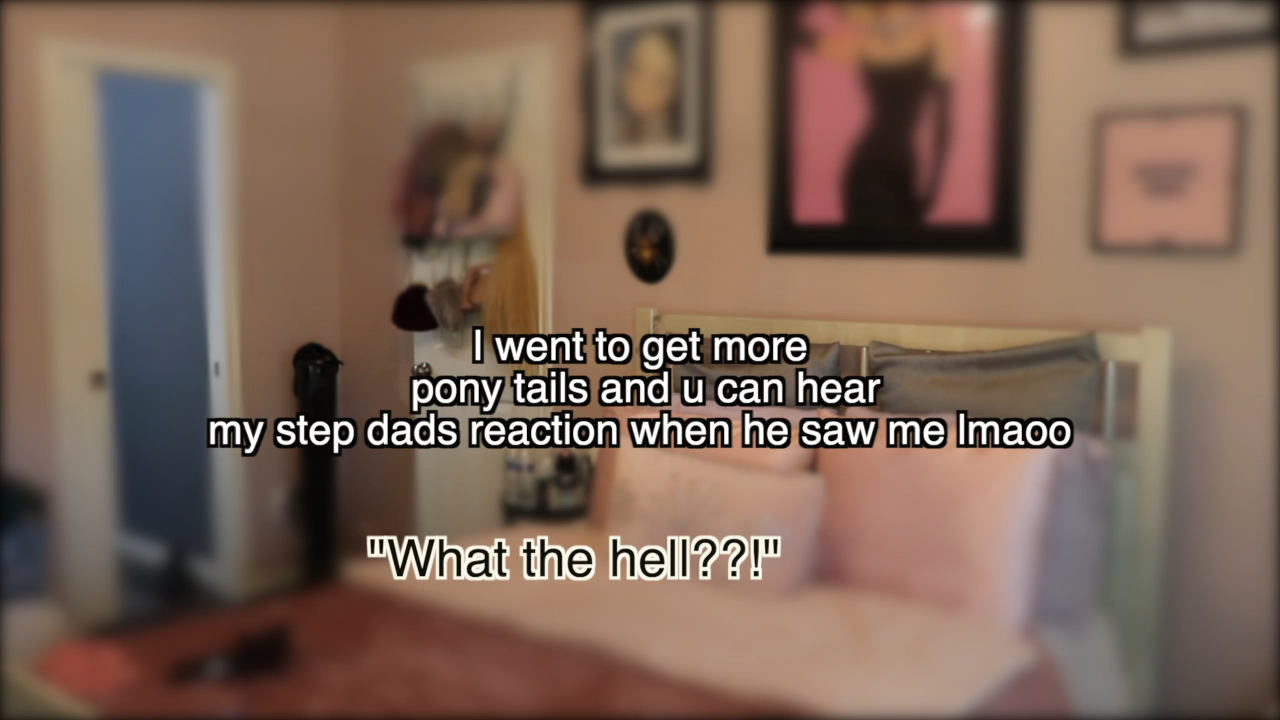 I went to get more
pony tails and u can hear
my step dads reaction when he saw me lmaoo
"What the hell??!"